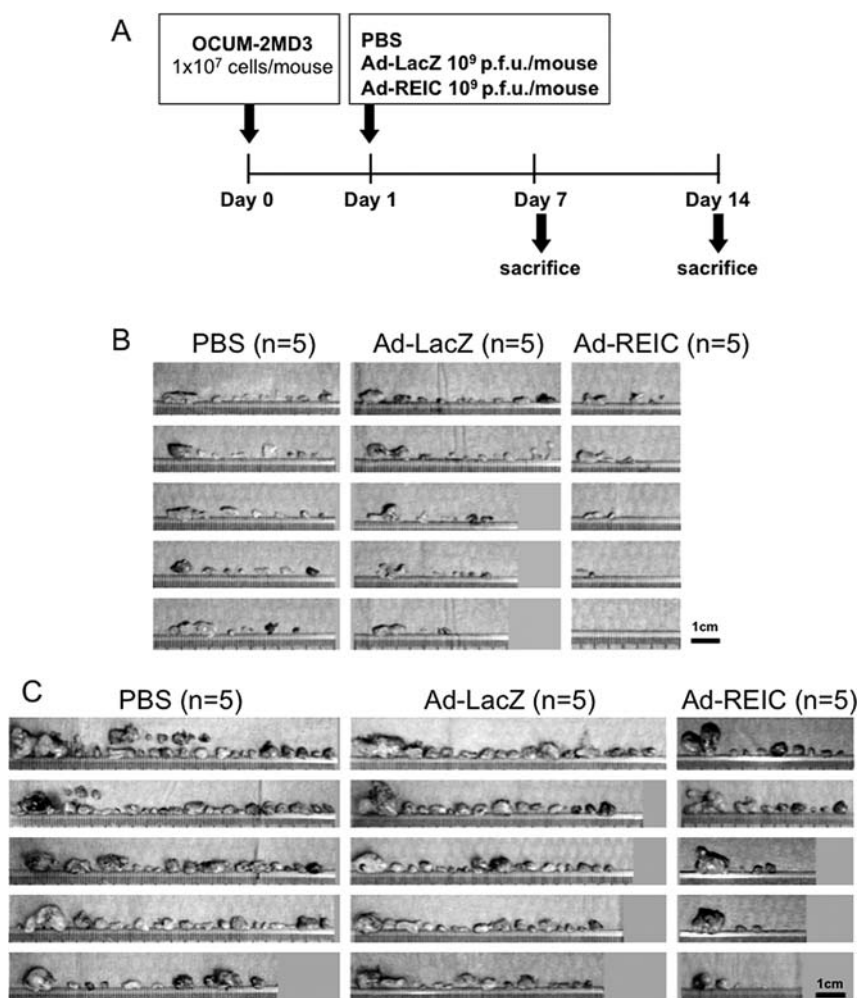 A
OCUM-2MD3
1x10⁷ cells/mouse
PBS
Ad-LacZ 10⁹ p.f.u./mouse
Ad-REIC 10⁹ p.f.u./mouse
Day 0
Day 1
Day 7
Day 14
sacrifice
sacrifice
B
PBS (n=5)
Ad-LacZ (n=5)
Ad-REIC (n=5)
1cm
C
PBS (n=5)
Ad-LacZ (n=5)
Ad-REIC (n=5)
1cm